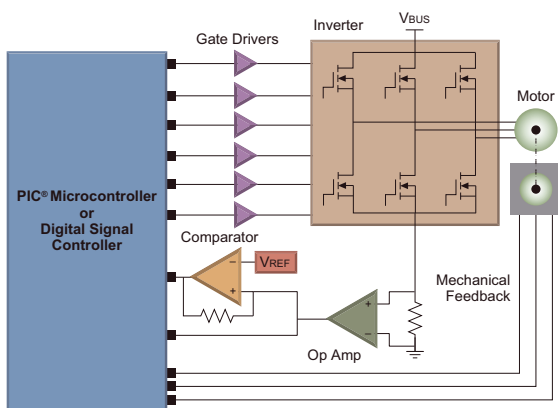 VBUS
Inverter
Gate Drivers
Motor
PIC® Microcontroller
or
Digital Signal
Controller
Comparator
VREF
–
+
Mechanical
Feedback
+
–
Op Amp